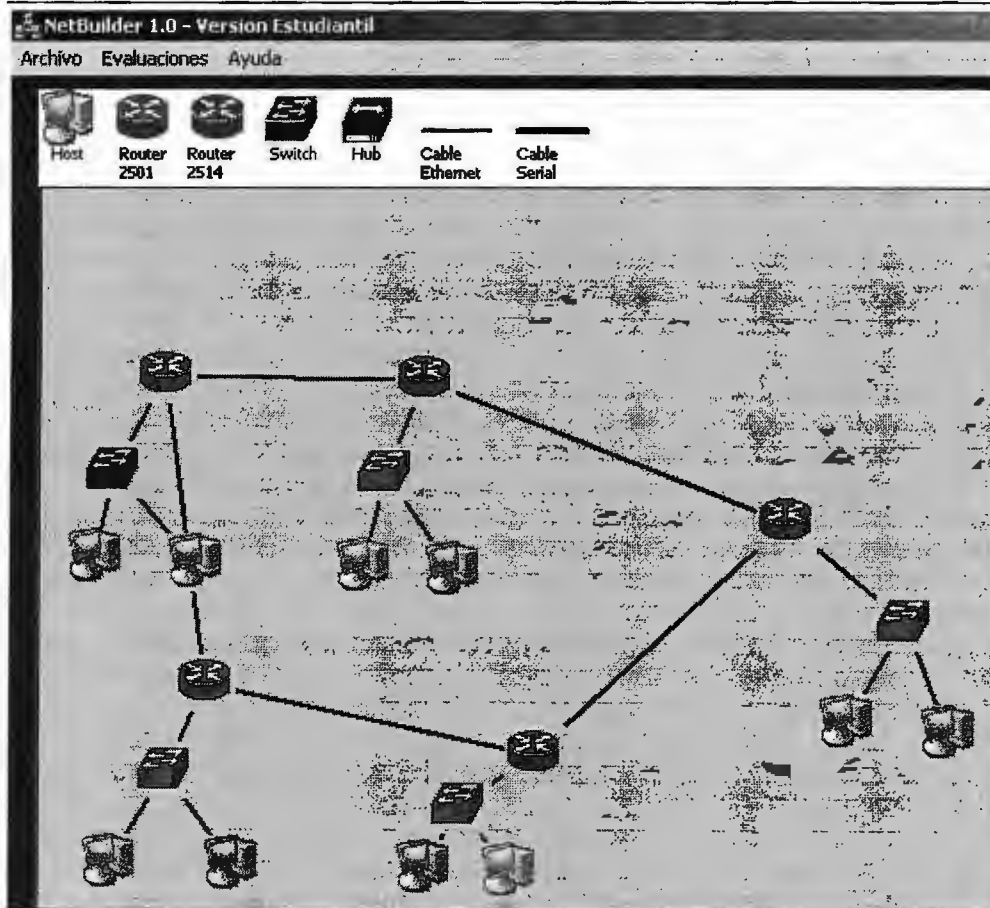 NetBuilder 1.0 - Version Estudiantil
Archivo Evaluaciones Ayuda
Host
Router 2501
Router 2514
Switch
Hub
Cable Ethernet
Cable Serial